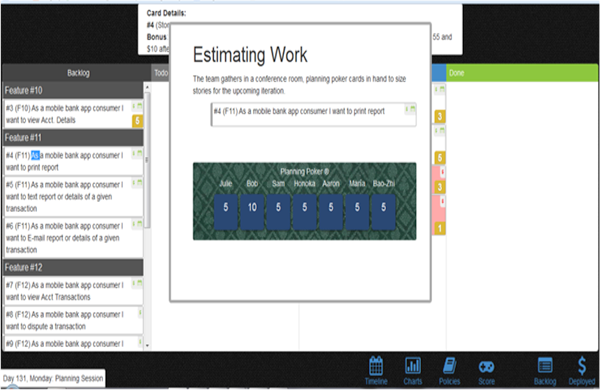 Card Details:
#4 (Stor
Bonus
55 and
$10 afte
Backlog
Todo
Done
Feature #10
#3 (F10) As a mobile bank app consumer I
want to view Acct. Details
5
Feature #11
#4 (F11) As a mobile bank app consumer I
want to print report
#5 (F11) As a mobile bank app consumer I
want to text report or details of a given
transaction
#6 (F11) As a mobile bank app consumer I
want to E-mail report or details of a given
transaction
Feature #12
#7 (F12) As a mobile bank app consumer I
want to view Acct Transactions
#8 (F12) As a mobile bank app consumer I
want to dispute a transaction
#9 (F12) As a mobile bank app consumer I
Estimating Work
The team gathers in a conference room, planning poker cards in hand to size
stories for the upcoming iteration.
#4 (F11) As a mobile bank app consumer I want to print report
Planning Poker ®
Julie Bob Sam Honoka Aaron Maria Bao-Zhi
5 10 5 5 5 5 5
3
5
3
1
Day 131, Monday: Planning Session
Timeline Charts Policies Score Backlog Deployed